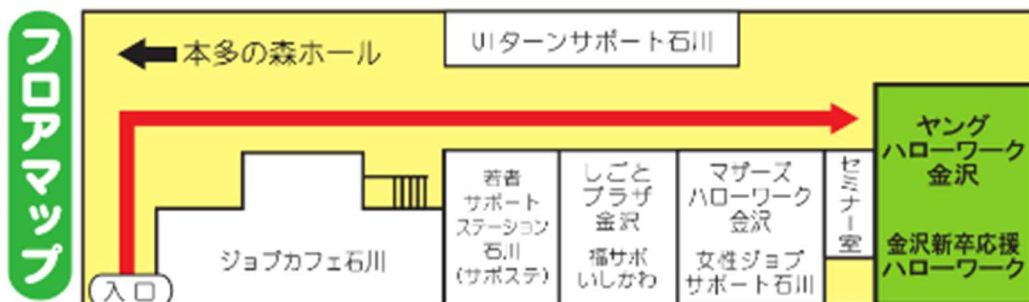 フロアマップ
本多の森ホール
UIターンサポート石川
ヤング
ハローワーク
金沢
金沢新卒応援
ハローワーク
セミナー室
マザーズ
ハローワーク
金沢
女性ジョブ
サポート石川
しごと
プラザ
金沢
福サポ
いしかわ
若者
サポート
ステーション
石川
(サポステ)
ジョブカフェ石川
入口